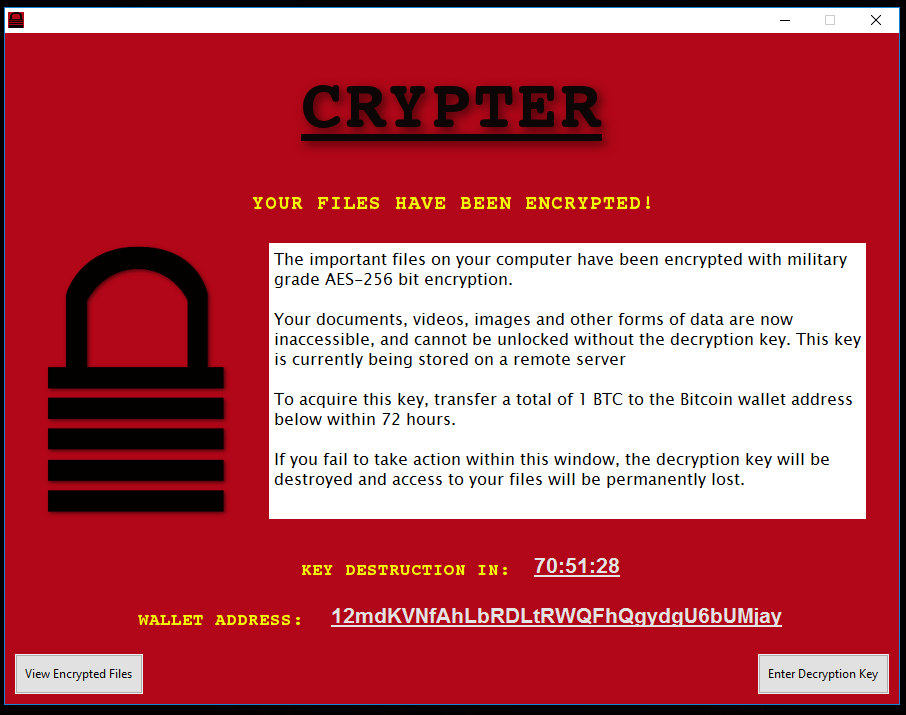 CRYPTER
YOUR FILES HAVE BEEN ENCRYPTED!
The important files on your computer have been encrypted with military
grade AES-256 bit encryption.
Your documents, videos, images and other forms of data are now
inaccessible, and cannot be unlocked without the decryption key. This key
is currently being stored on a remote server
To acquire this key, transfer a total of 1 BTC to the Bitcoin wallet address
below within 72 hours.
If you fail to take action within this window, the decryption key will be
destroyed and access to your files will be permanently lost.
KEY DESTRUCTION IN: 70:51:28
WALLET ADDRESS: 12mdKVNfAhLbRDLtRWQFhQgydgU6bUMjay
View Encrypted Files
Enter Decryption Key